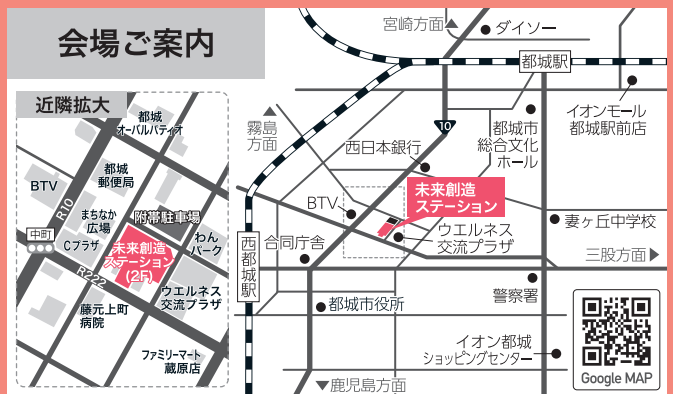 会場ご案内
近隣拡大
都城
オーバルパティオ
都城
郵便局
BTV
R10
まちなか
広場
附帯駐車場
中町
Cプラザ
未来創造
ステーション
(2F)
わん
パーク
R222
ウエルネス
交流プラザ
藤元上町
病院
ファミリーマート
蔵原店
宮崎方面▲
ダイソー
都城駅
霧島
方面
10
イオンモール
都城駅前店
都城市
総合文化
ホール
西日本銀行
未来創造
ステーション
BTV
妻ヶ丘中学校
ウエルネス
交流プラザ
合同庁舎
西都城駅
三股方面▶
警察署
都城市役所
イオン都城
ショッピングセンター
▼鹿児島方面
Google MAP